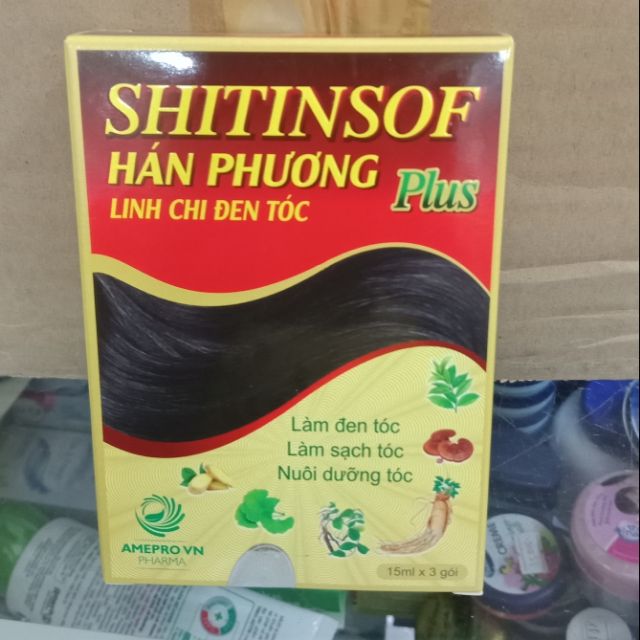 SHITINSOF
HÁN PHƯƠNG Plus
LINH CHI ĐEN TÓC
Làm đen tóc
Làm sạch tóc
Nuôi dưỡng tóc
AMEPRO VN
PHARMA
15ml x 3 gói